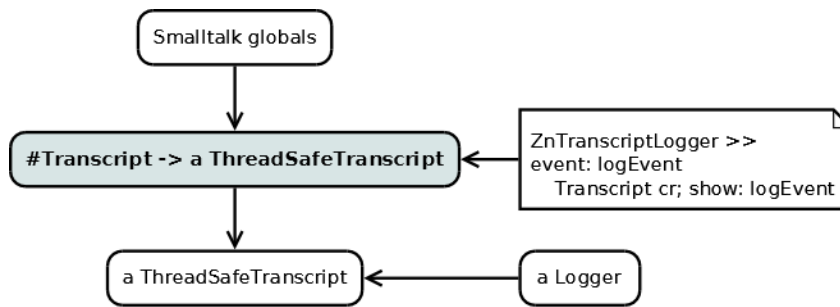 Smalltalk globals
#Transcript -> a ThreadSafeTranscript
ZnTranscriptLogger >>
event: logEvent
    Transcript cr; show: logEvent
a ThreadSafeTranscript
a Logger